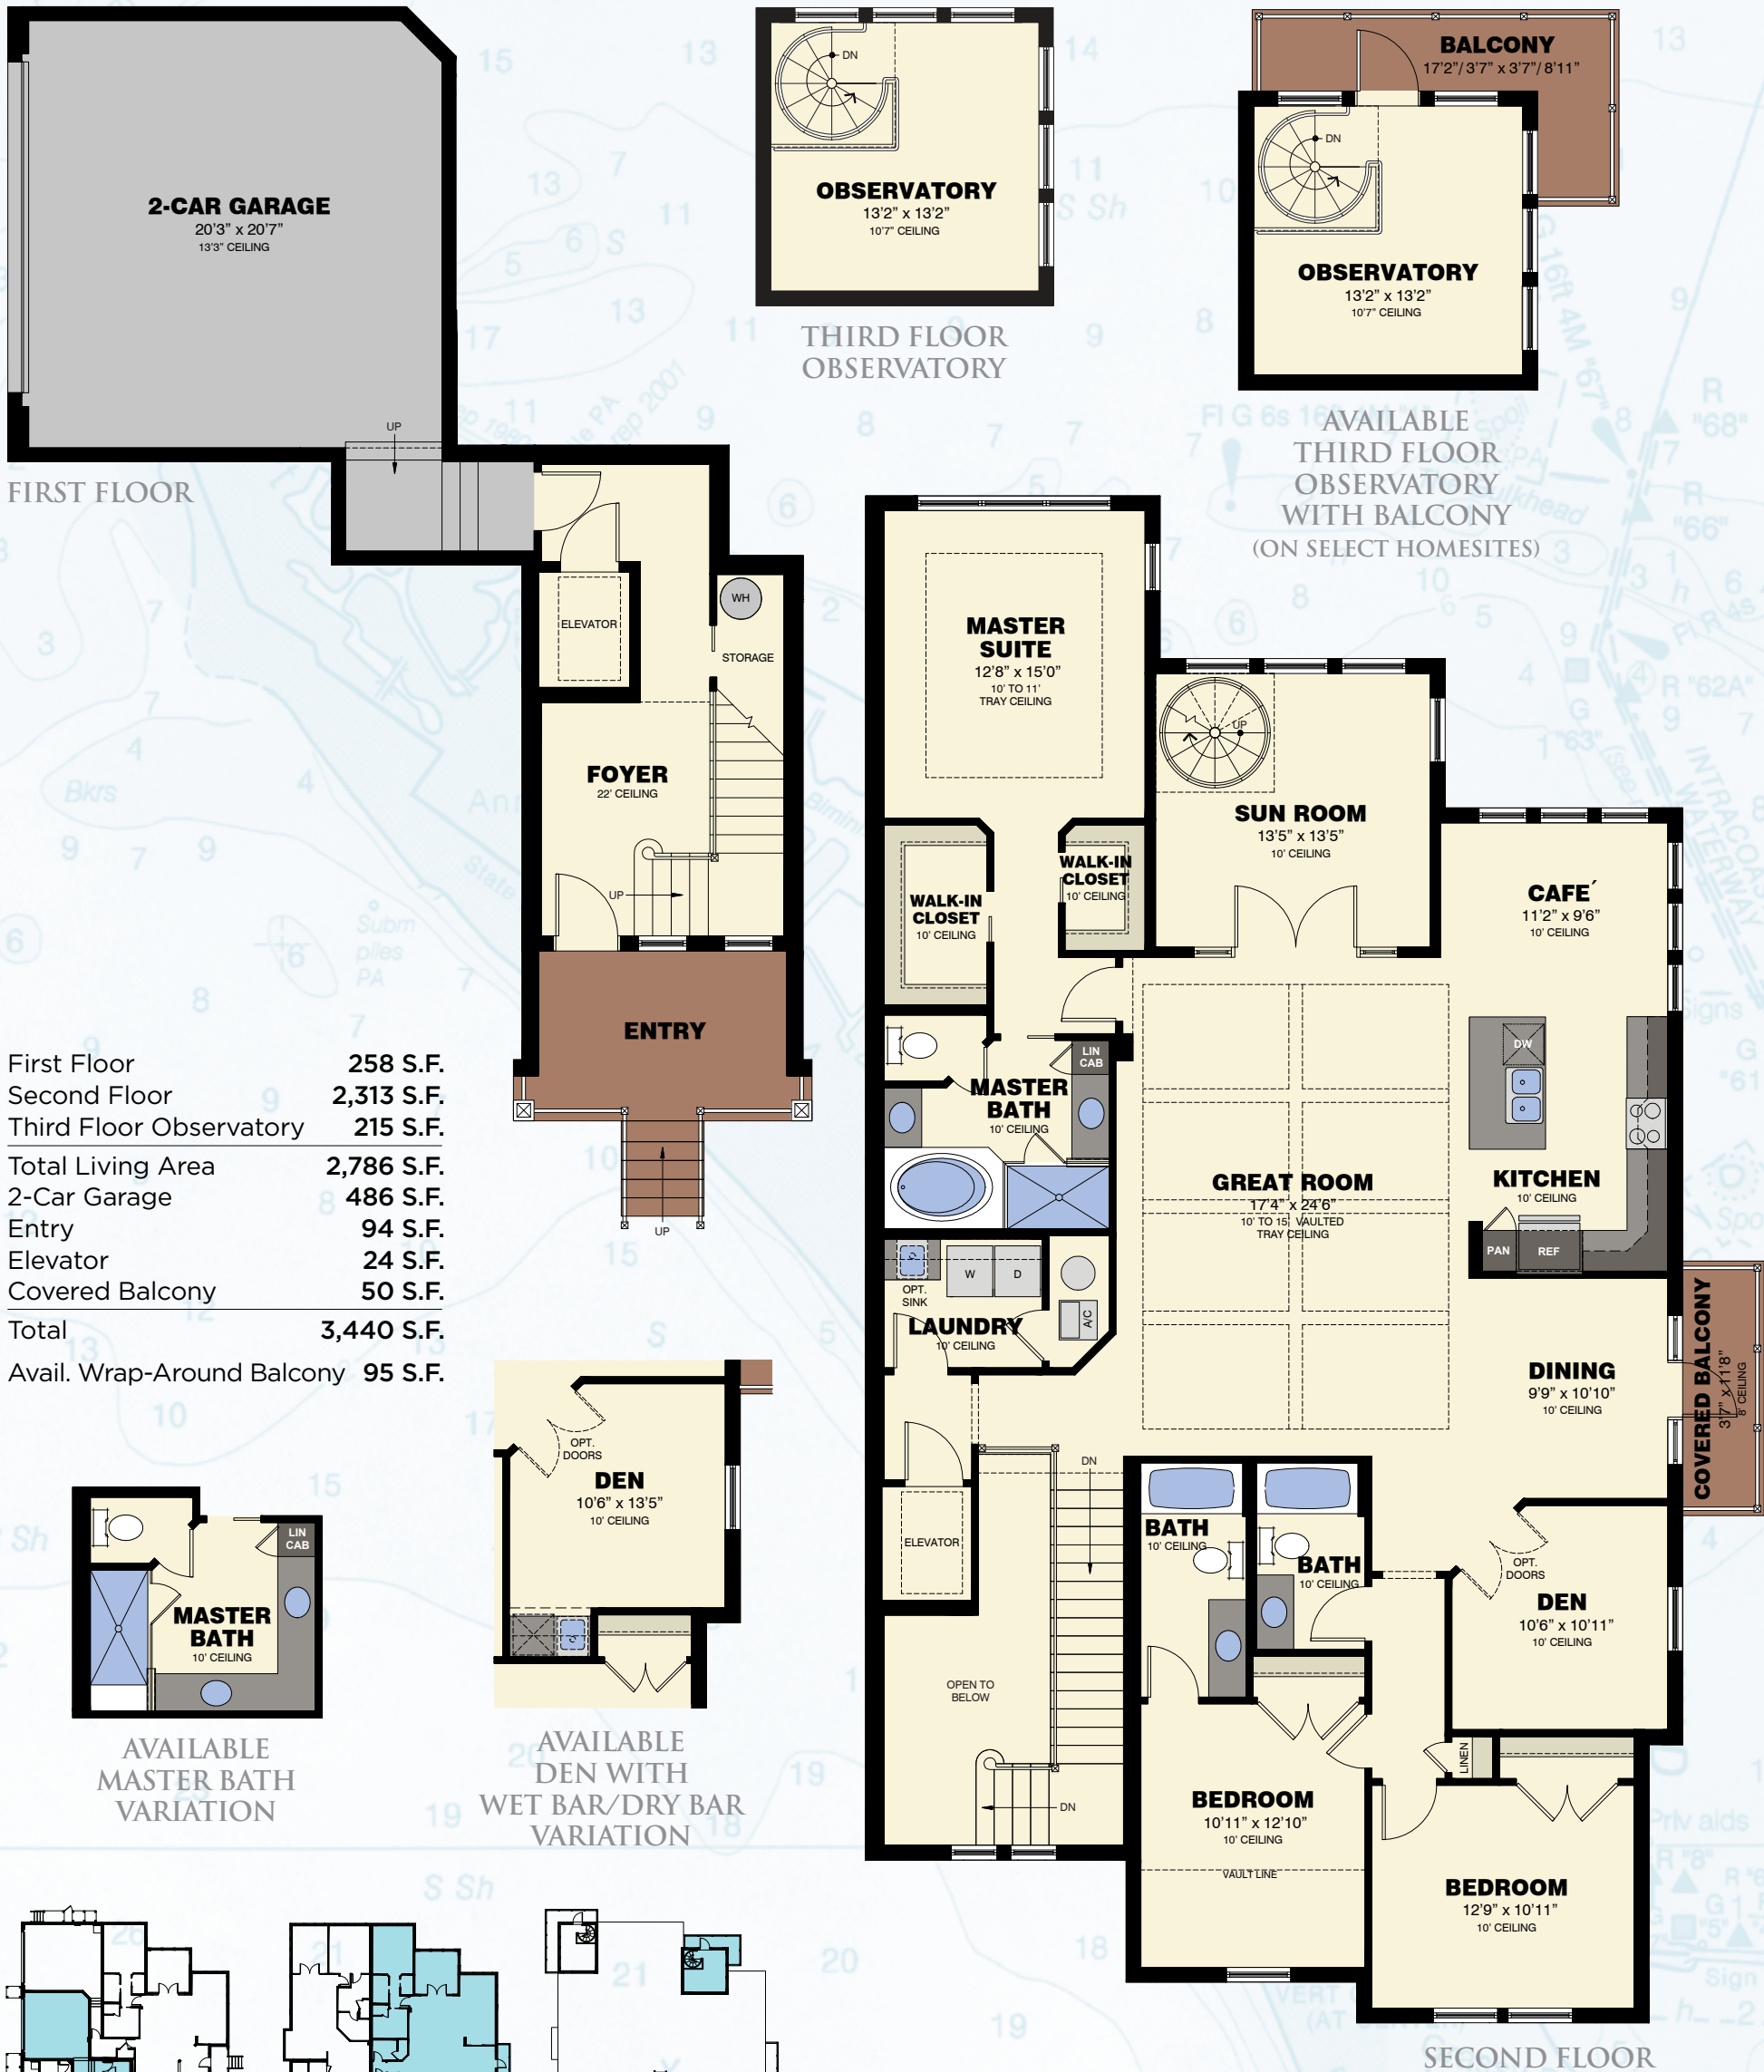 2-CAR GARAGE
20'3" x 20'7"
13'3" CEILING
UP
FIRST FLOOR
ELEVATOR
WH
STORAGE
FOYER
22' CEILING
UP
ENTRY
UP
DN
OBSERVATORY
13'2" x 13'2"
10'7" CEILING
THIRD FLOOR
OBSERVATORY
BALCONY
17'2"/ 3'7" x 3'7"/ 8'11"
DN
OBSERVATORY
13'2" x 13'2"
10'7" CEILING
AVAILABLE
THIRD FLOOR
OBSERVATORY
WITH BALCONY
(ON SELECT HOMESITES)
First Floor 258 S.F.
Second Floor 2,313 S.F.
Third Floor Observatory 215 S.F.
Total Living Area 2,786 S.F.
2-Car Garage 486 S.F.
Entry 94 S.F.
Elevator 24 S.F.
Covered Balcony 50 S.F.
Total 3,440 S.F.
Avail. Wrap-Around Balcony 95 S.F.
LIN
CAB
MASTER
BATH
10' CEILING
AVAILABLE
MASTER BATH
VARIATION
OPT.
DOORS
DEN
10'6" x 13'5"
10' CEILING
AVAILABLE
DEN WITH
WET BAR/DRY BAR
VARIATION
MASTER
SUITE
12'8" x 15'0"
10' TO 11'
TRAY CEILING
UP
SUN ROOM
13'5" x 13'5"
10' CEILING
WALK-IN
CLOSET
10' CEILING
WALK-IN
CLOSET
10' CEILING
CAFE´
11'2" x 9'6"
10' CEILING
LIN
CAB
MASTER
BATH
10' CEILING
DW
GREAT ROOM
17'4" x 24'6"
10' TO 15' VAULTED
TRAY CEILING
KITCHEN
10' CEILING
PAN
REF
OPT.
SINK
W
D
A/C
LAUNDRY
10' CEILING
DINING
9'9" x 10'10"
10' CEILING
COVERED BALCONY
3'7" x 11'8"
8' CEILING
DN
ELEVATOR
BATH
10' CEILING
BATH
10' CEILING
OPT.
DOORS
DEN
10'6" x 10'11"
10' CEILING
OPEN TO
BELOW
DN
LINEN
BEDROOM
10'11" x 12'10"
10' CEILING
VAULT LINE
BEDROOM
12'9" x 10'11"
10' CEILING
SECOND FLOOR